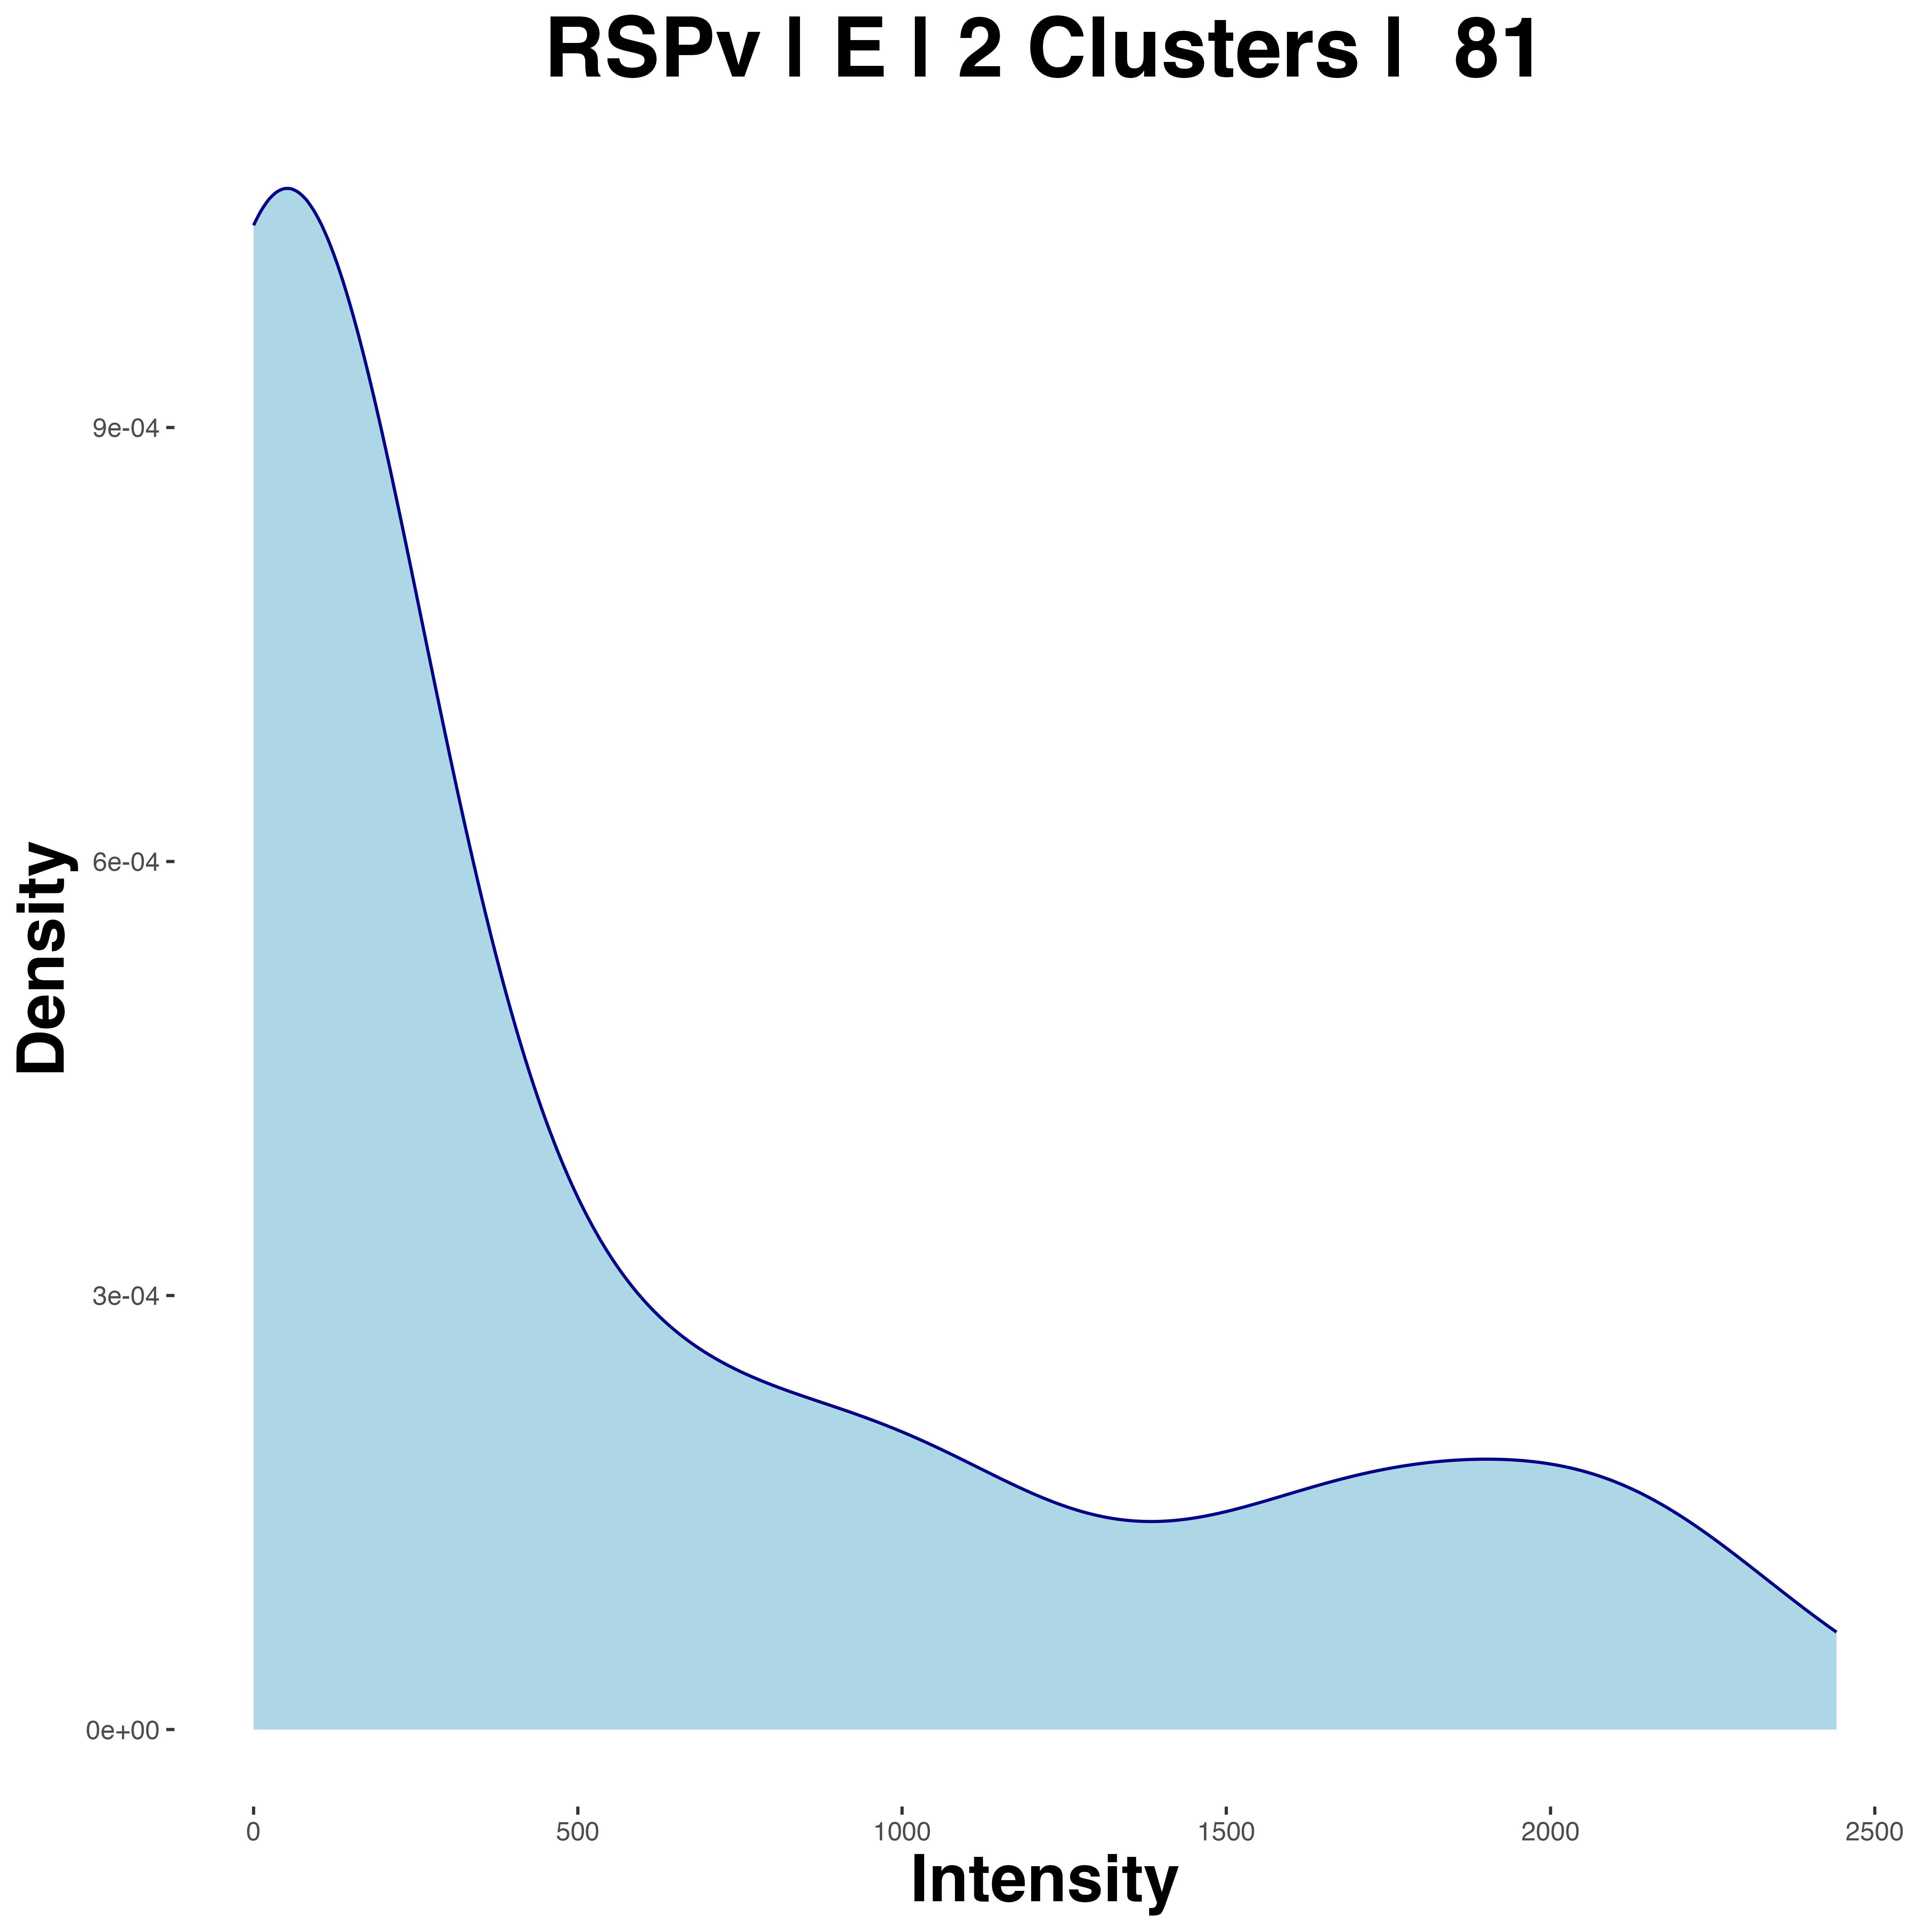 RSPv | E | 2 Clusters | 81
Density
9e-04
6e-04
3e-04
0e+00
0
500
1000
1500
2000
2500
Intensity